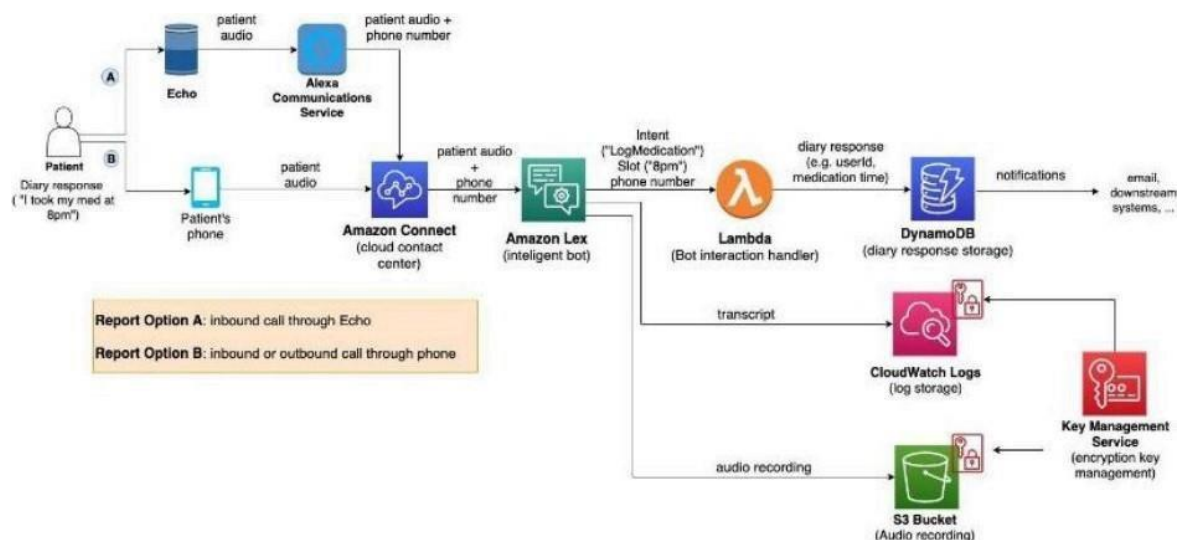 patient
audio
patient audio +
phone number
A
Echo
Alexa
Communications
Service
B
Patient
Diary response
( "I took my med at
8pm")
Patient's
phone
patient
audio
Amazon Connect
(cloud contact
center)
patient audio
+
phone
number
Amazon Lex
(inteligent bot)
Intent
("LogMedication")
Slot ("8pm")
phone number
Lambda
(Bot interaction handler)
diary response
(e.g. userId,
medication time)
DynamoDB
(diary response storage)
notifications
email,
downstream
systems, ...
Report Option A: inbound call through Echo
Report Option B: inbound or outbound call through phone
transcript
CloudWatch Logs
(log storage)
Key Management
Service
(encryption key
management)
audio recording
S3 Bucket
(Audio recording)